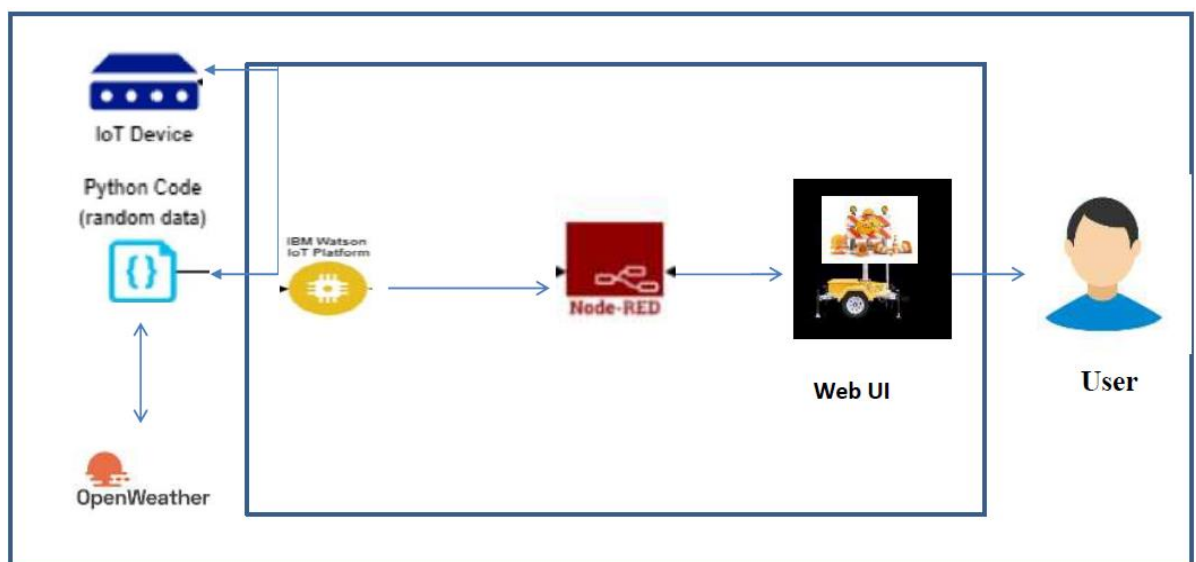 IoT Device
Python Code
(random data)
{}
IBM Watson
IoT Platform
Node-RED
Web UI
User
OpenWeather